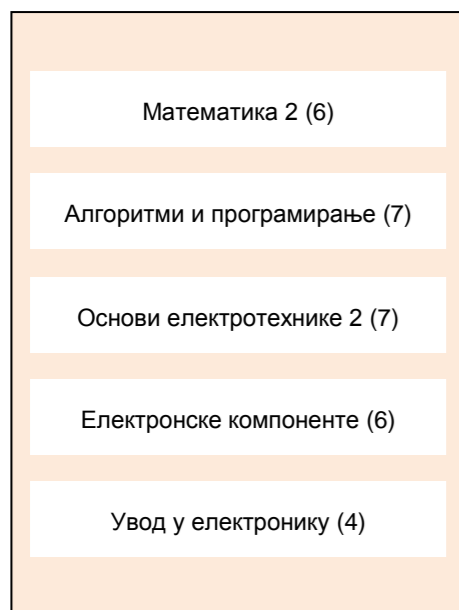 Математика 2 (6)
Алгоритми и програмирање (7)
Основи електротехнике 2 (7)
Електронске компоненте (6)
Увод у електронику (4)